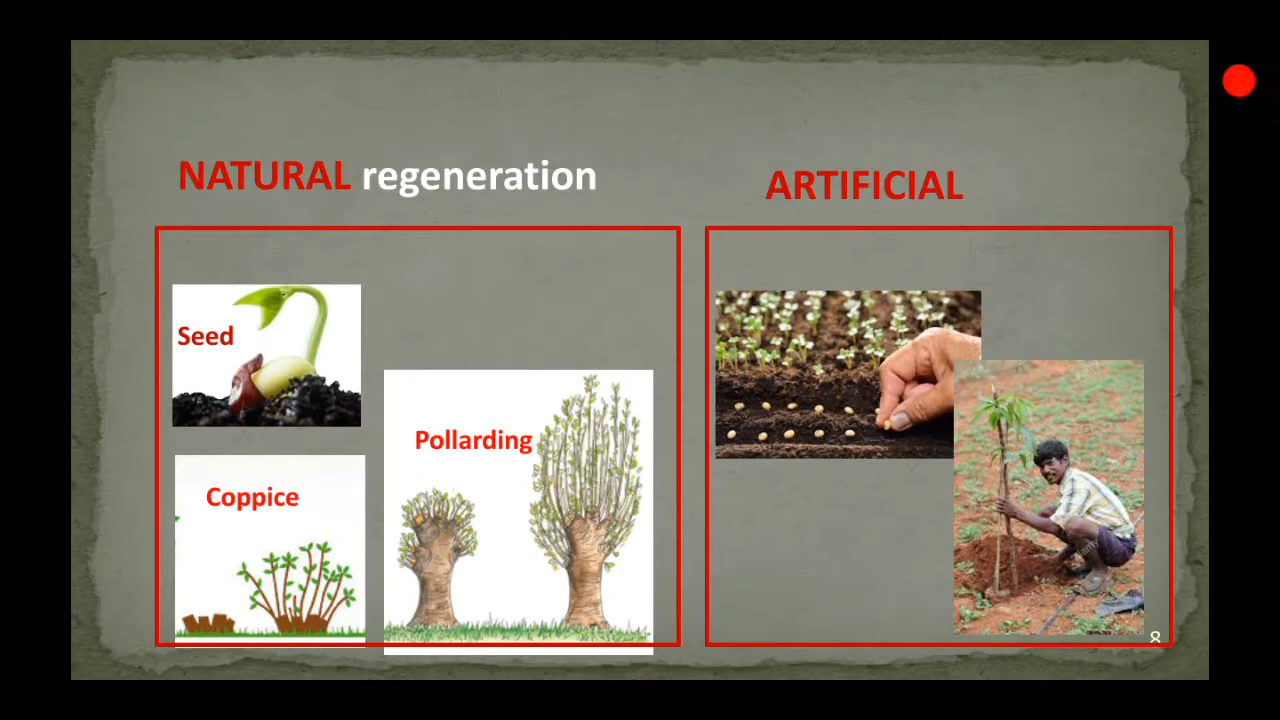 NATURAL regeneration
ARTIFICIAL
Seed
Pollarding
Coppice
8